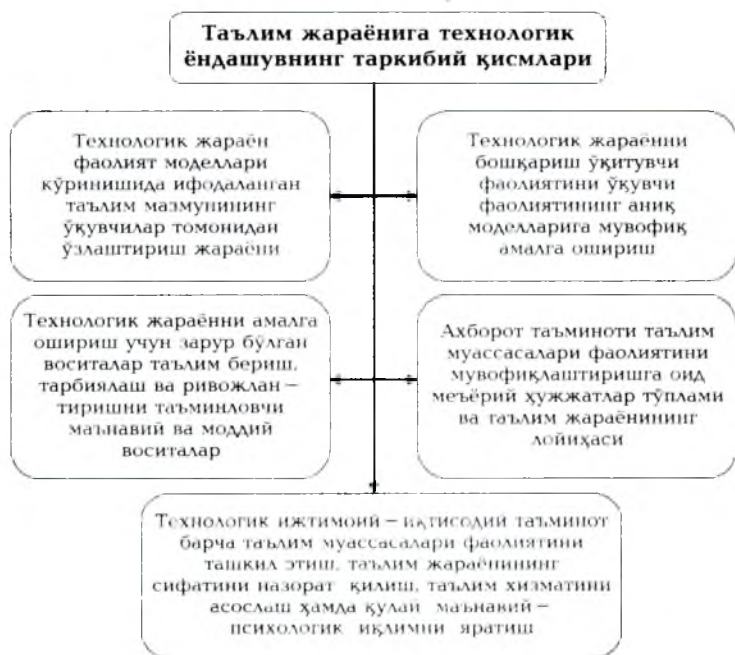 Таълим жараёнига технологик
ёндашувнинг таркибий қисмлари
Технологик жараён
фаолият моделлари
кўринишида ифодаланган
таълим мазмунининг
ўқувчилар томонидан
ўзлаштириш жараёни
Технологик жараённи
бошқариш ўқитувчи
фаолиятини ўқувчи
фаолиятининг аниқ
моделларига мувофиқ
амалга ошириш
Технологик жараённи амалга
ошириш учун зарур бўлган
воситалар таълим бериш,
тарбиялаш ва ривожлан –
тиришни таъминловчи
маънавий ва моддий
воситалар
Ахборот таъминоти таълим
муассасалари фаолиятини
мувофиқлаштиришга оид
меъёрий ҳужжатлар тўплами
ва таълим жараёнининг
лойиҳаси
Технологик ижтимоий – иқтисодий таъминот
барча таълим муассасалари фаолиятини
ташкил этиш, таълим жараёнининг
сифатини назорат қилиш, таълим хизматини
асослаш ҳамда қулай маънавий –
психологик иқлимни яратиш